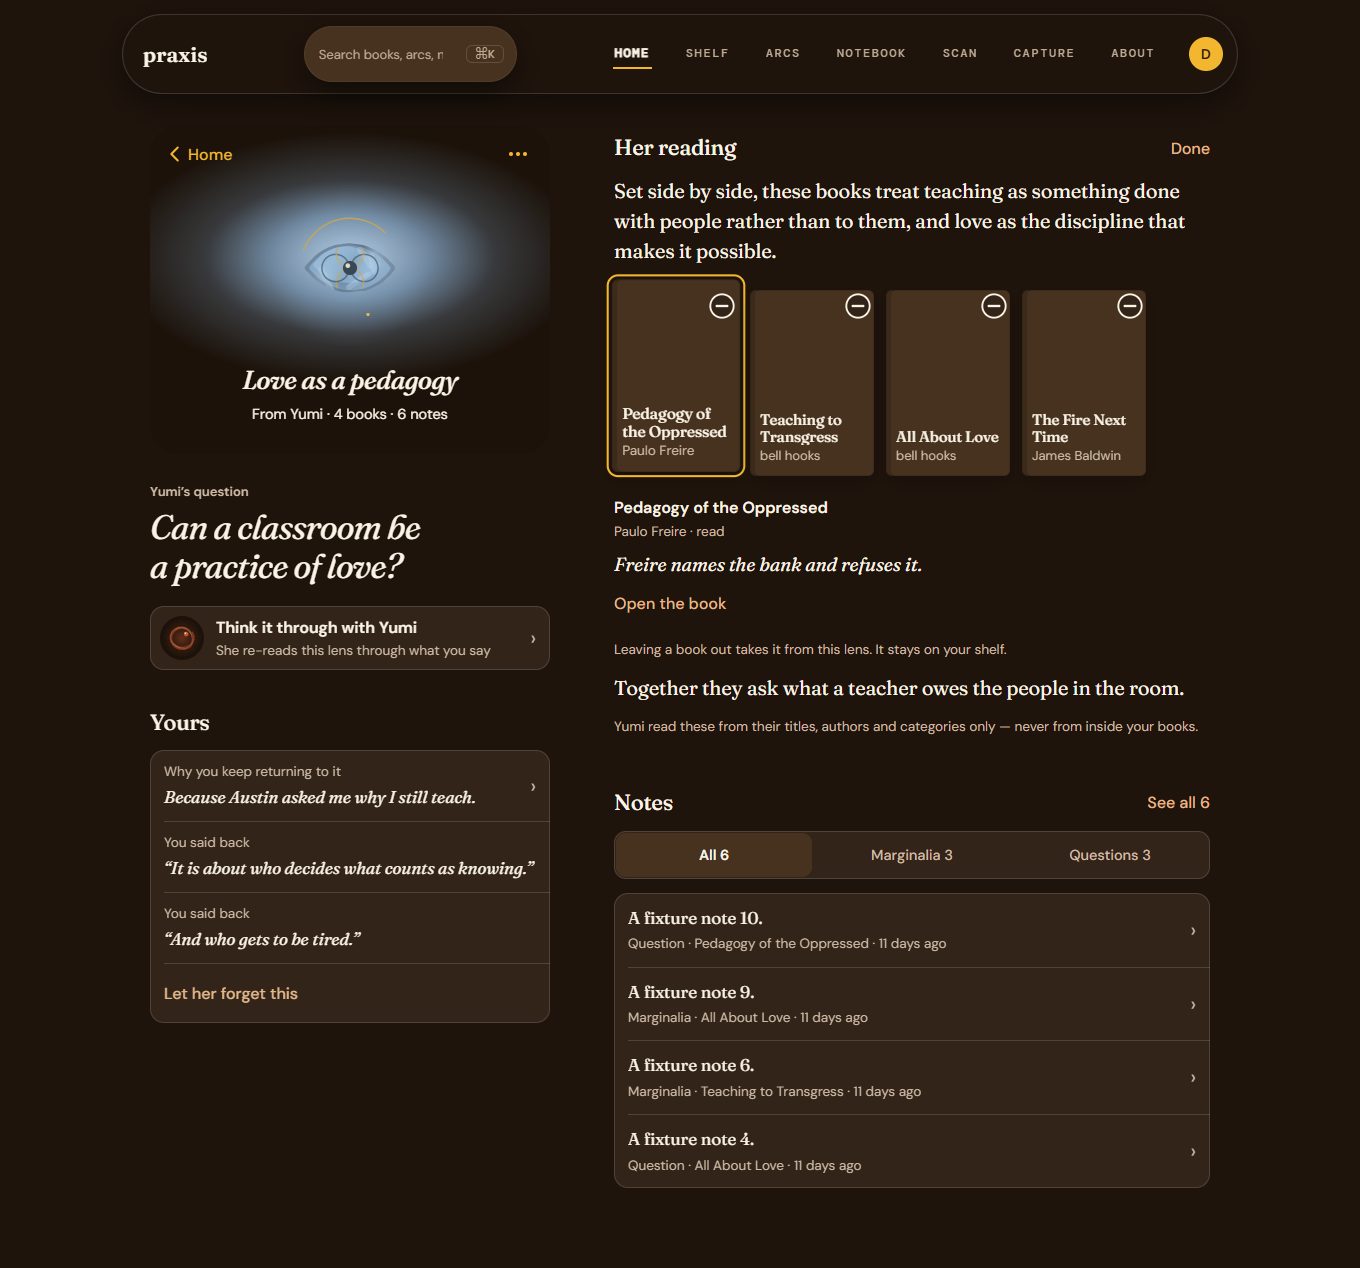 praxis
Search books, arcs, n
⌘K
HOME
SHELF
ARCS
NOTEBOOK
SCAN
CAPTURE
ABOUT
D
Home
Love as a pedagogy
From Yumi · 4 books · 6 notes
Yumi’s question
Can a classroom be
a practice of love?
Think it through with Yumi
She re-reads this lens through what you say
Yours
Why you keep returning to it
Because Austin asked me why I still teach.
You said back
“It is about who decides what counts as knowing.”
You said back
“And who gets to be tired.”
Let her forget this
Her reading
Done
Set side by side, these books treat teaching as something done
with people rather than to them, and love as the discipline that
makes it possible.
Pedagogy of
the Oppressed
Paulo Freire
Teaching to
Transgress
bell hooks
All About Love
bell hooks
The Fire Next
Time
James Baldwin
Pedagogy of the Oppressed
Paulo Freire · read
Freire names the bank and refuses it.
Open the book
Leaving a book out takes it from this lens. It stays on your shelf.
Together they ask what a teacher owes the people in the room.
Yumi read these from their titles, authors and categories only — never from inside your books.
Notes
See all 6
All 6
Marginalia 3
Questions 3
A fixture note 10.
Question · Pedagogy of the Oppressed · 11 days ago
A fixture note 9.
Marginalia · All About Love · 11 days ago
A fixture note 6.
Marginalia · Teaching to Transgress · 11 days ago
A fixture note 4.
Question · All About Love · 11 days ago